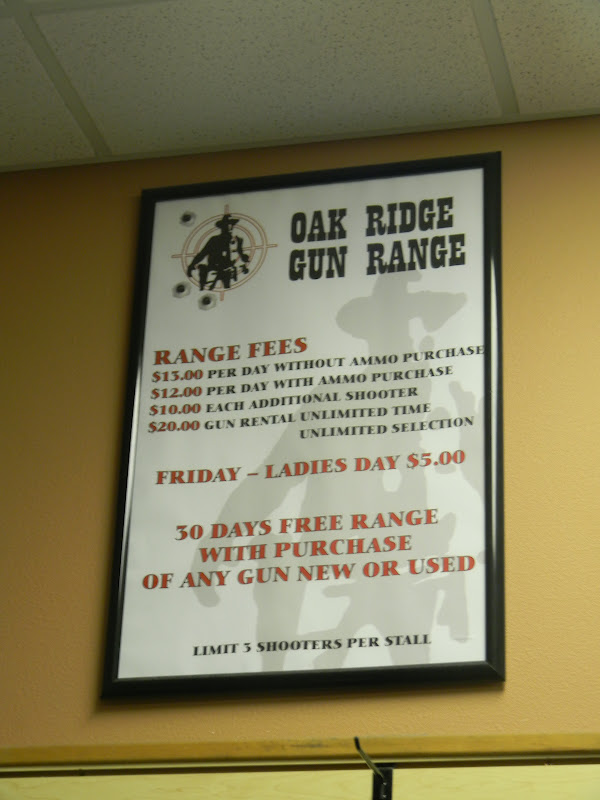 OAK RIDGE
GUN RANGE
RANGE FEES
$15.00 PER DAY WITHOUT AMMO PURCHASE
$12.00 PER DAY WITH AMMO PURCHASE
$10.00 EACH ADDITIONAL SHOOTER
$20.00 GUN RENTAL UNLIMITED TIME
UNLIMITED SELECTION
FRIDAY – LADIES DAY $5.00
30 DAYS FREE RANGE
WITH PURCHASE
OF ANY GUN NEW OR USED
LIMIT 3 SHOOTERS PER STALL